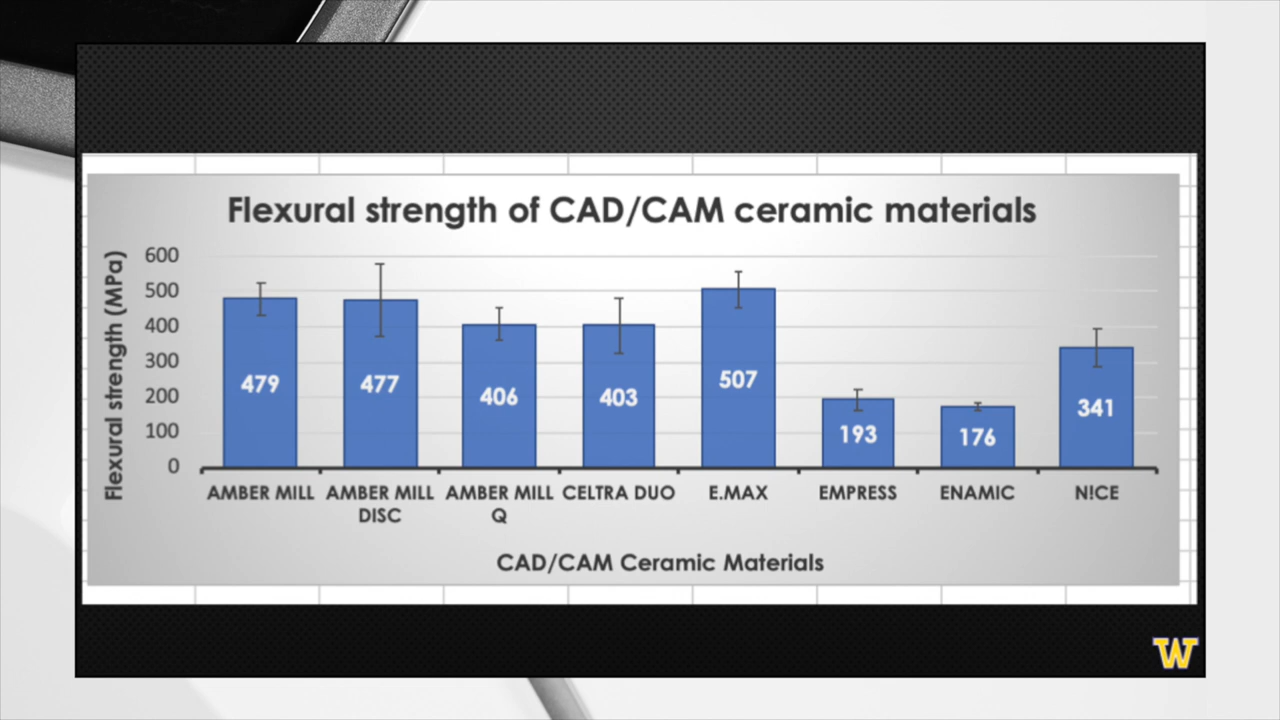 Flexural strength of CAD/CAM ceramic materials
Flexural strength (MPa)
600
500
400
300
200
100
0
479
477
406
403
507
193
176
341
AMBER MILL
AMBER MILL
DISC
AMBER MILL
Q
CELTRA DUO
E.MAX
EMPRESS
ENAMIC
N!CE
CAD/CAM Ceramic Materials
W